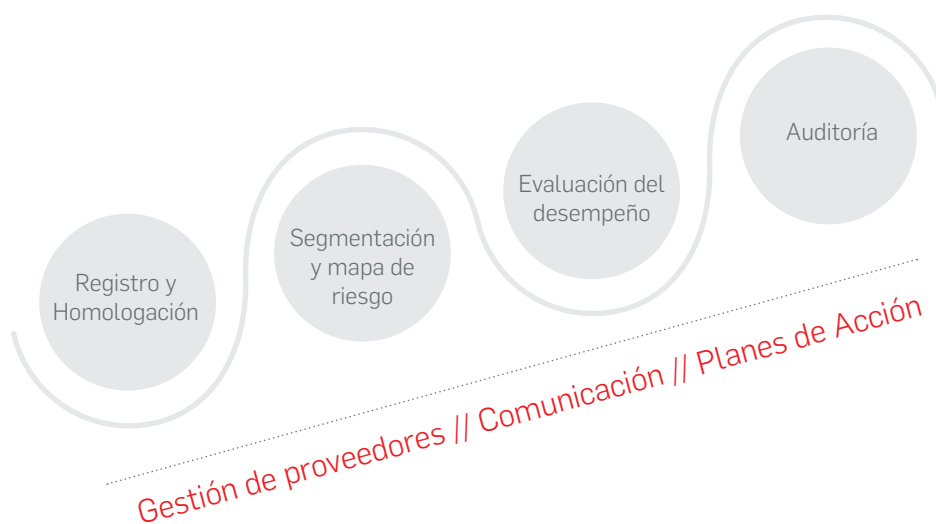 Registro y
Homologación
Segmentación
y mapa de
riesgo
Evaluación del
desempeño
Auditoría
Gestión de proveedores // Comunicación // Planes de Acción